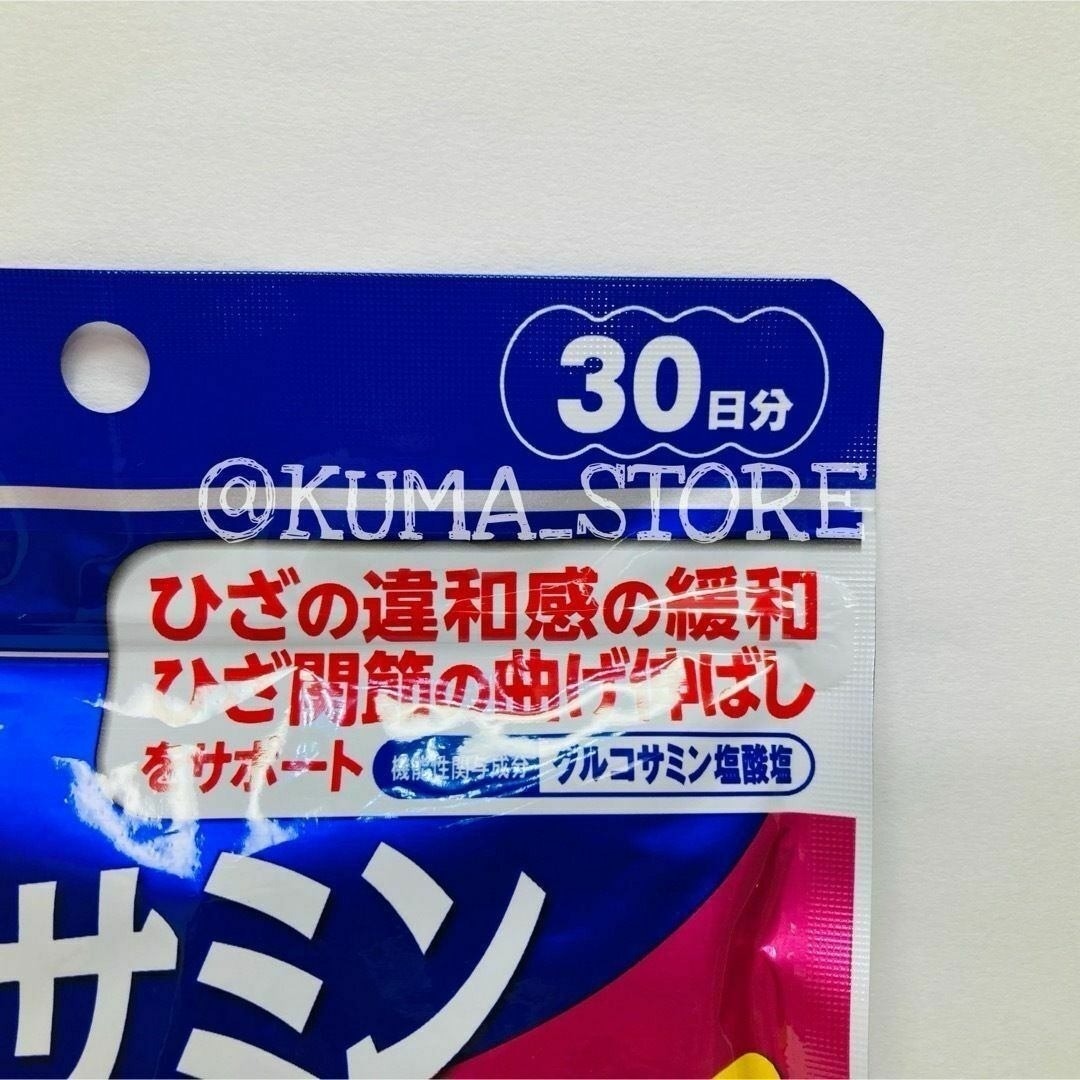 30日分
@KUMA_STORE
ひざの違和感の緩和
ひざ関節の曲げ伸ばし
をサポート 機能性関与成分 グルコサミン塩酸塩
サミン